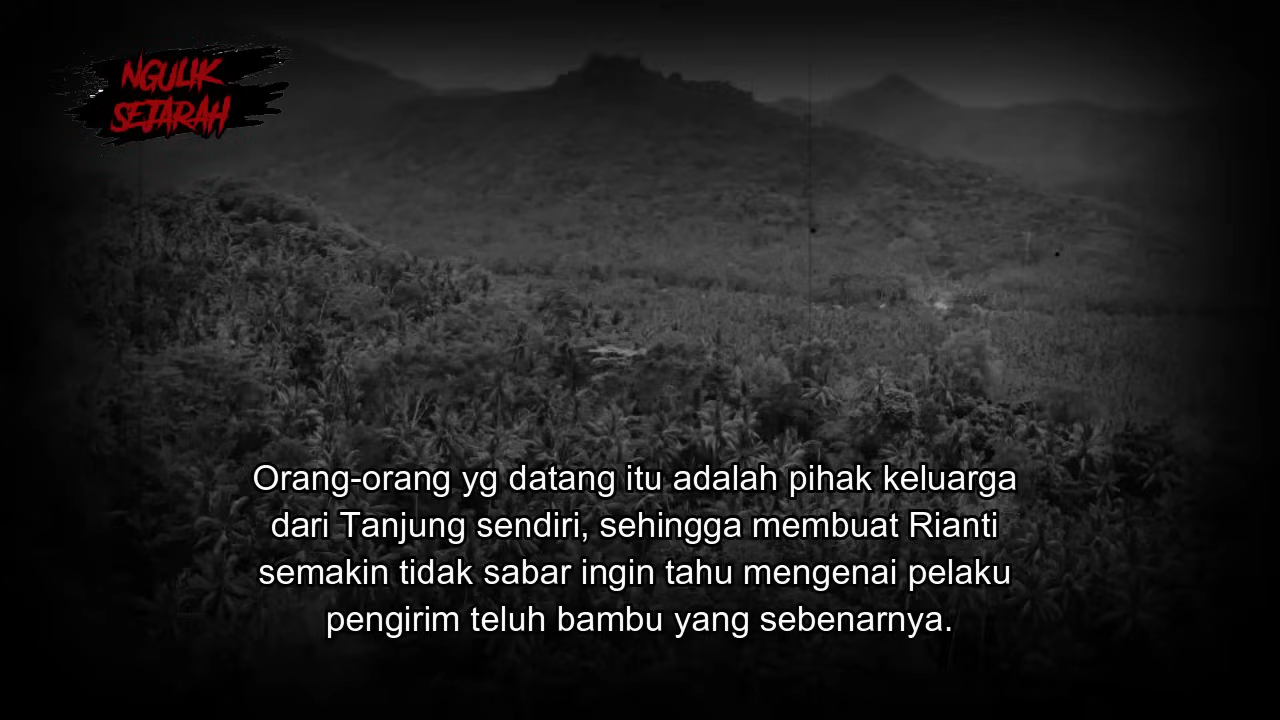 NGULIK
SEJARAH
Orang-orang yg datang itu adalah pihak keluarga
dari Tanjung sendiri, sehingga membuat Rianti
semakin tidak sabar ingin tahu mengenai pelaku
pengirim teluh bambu yang sebenarnya.